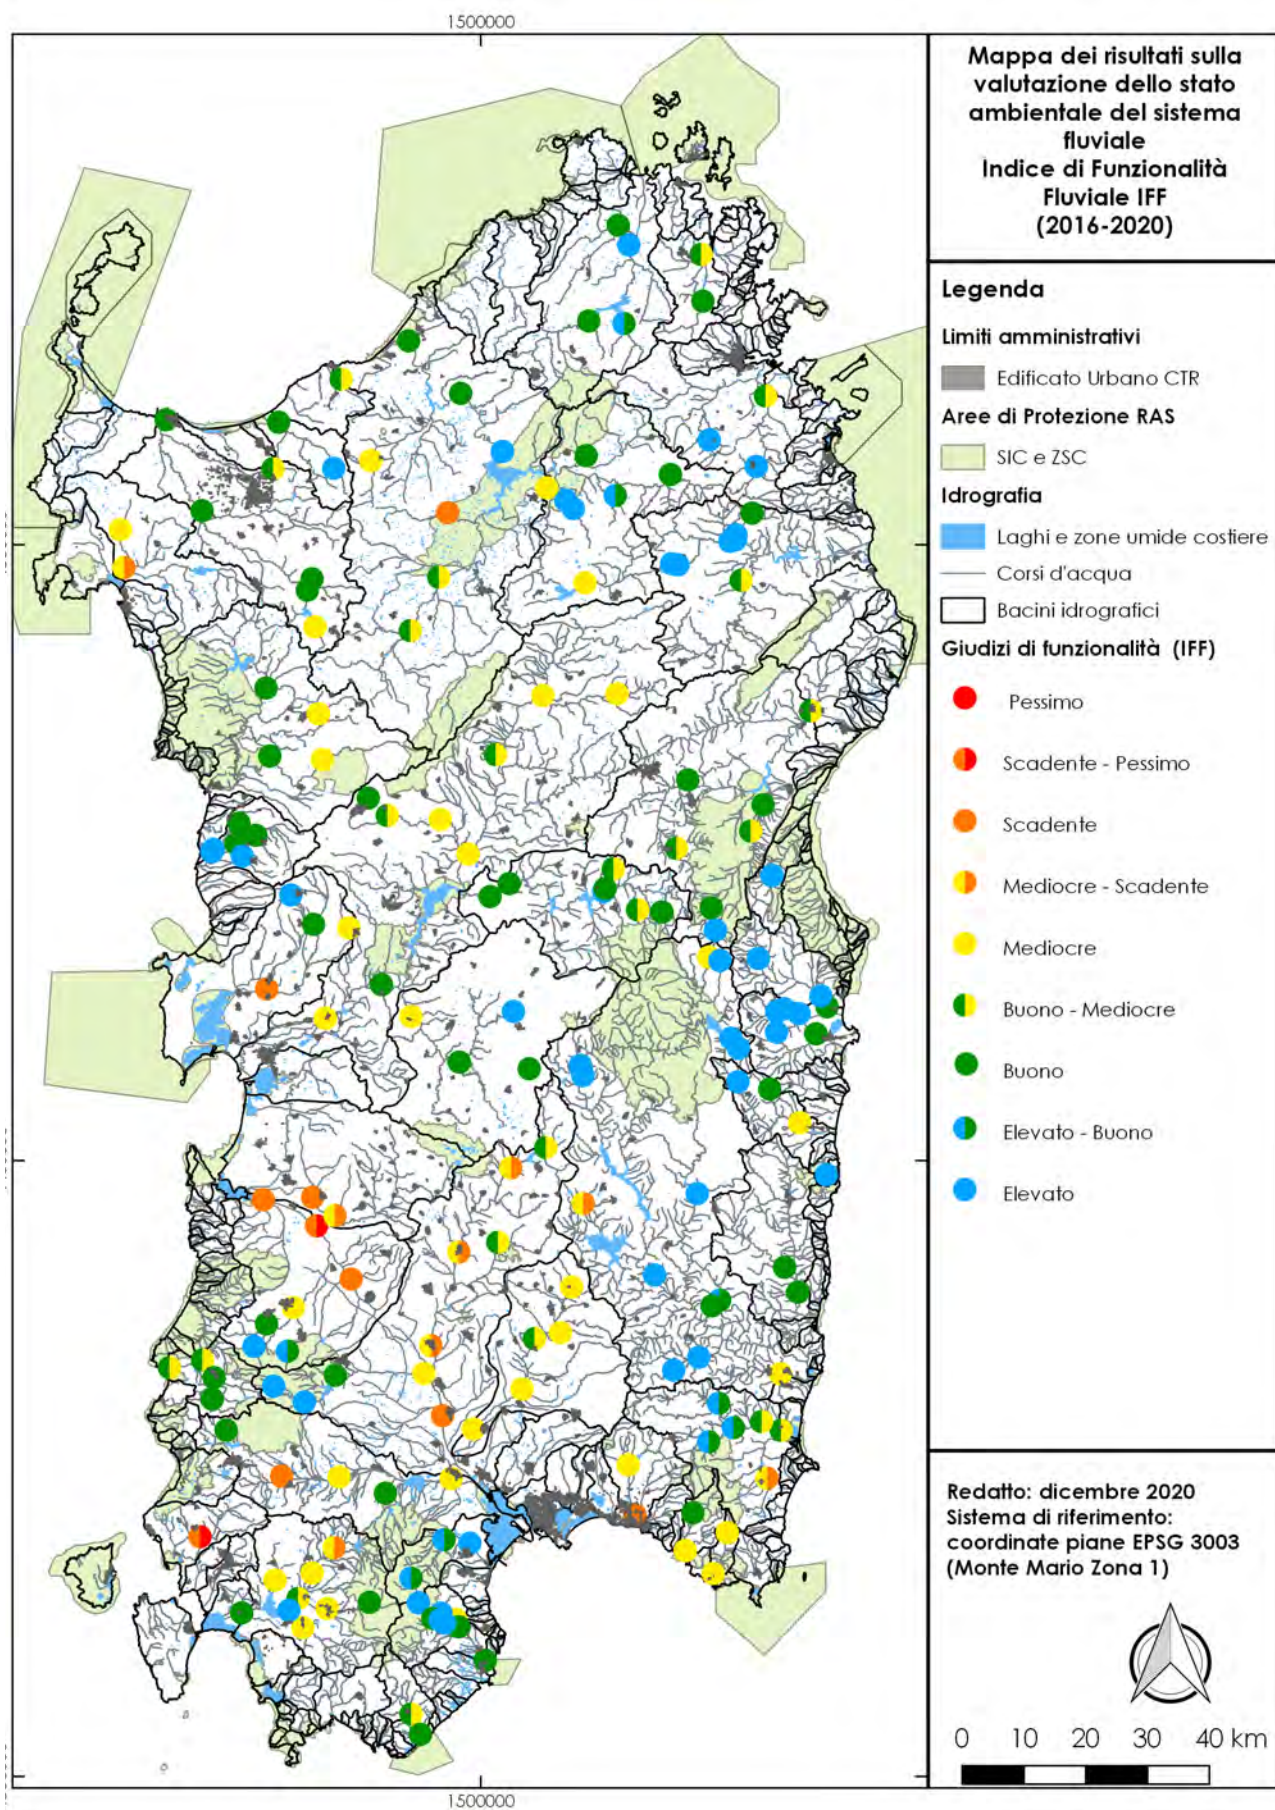 1500000
Mappa dei risultati sulla
valutazione dello stato
ambientale del sistema
fluviale
Indice di Funzionalità
Fluviale IFF
(2016-2020)
Legenda
Limiti amministrativi
Edificato Urbano CTR
Aree di Protezione RAS
SIC e ZSC
Idrografia
Laghi e zone umide costiere
Corsi d'acqua
Bacini idrografici
Giudizi di funzionalità (IFF)
Pessimo
Scadente - Pessimo
Scadente
Mediocre - Scadente
Mediocre
Buono - Mediocre
Buono
Elevato - Buono
Elevato
Redatto: dicembre 2020
Sistema di riferimento:
coordinate piane EPSG 3003
(Monte Mario Zona 1)
0 10 20 30 40 km
1500000